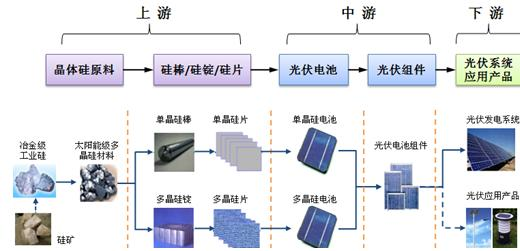 上 游
中 游
下 游
晶体硅原料
硅棒/硅锭/硅片
光伏电池
光伏组件
光伏系统
应用产品
冶金级
工业硅
太阳能级多
晶硅材料
单晶硅棒
单晶硅片
单晶硅电池
光伏电池组件
光伏发电系统
硅矿
多晶硅锭
多晶硅片
多晶硅电池
光伏应用产品